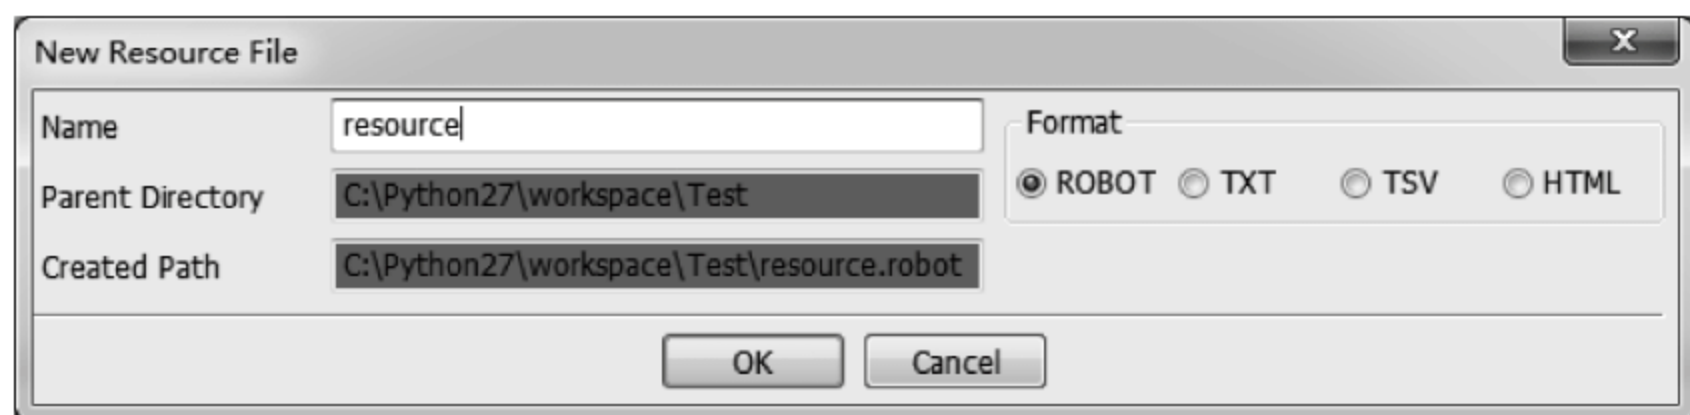 New Resource File
Name resource
Parent Directory C:\Python27\workspace\Test
Created Path C:\Python27\workspace\Test\resource.robot
Format
ROBOT TXT TSV HTML
OK Cancel